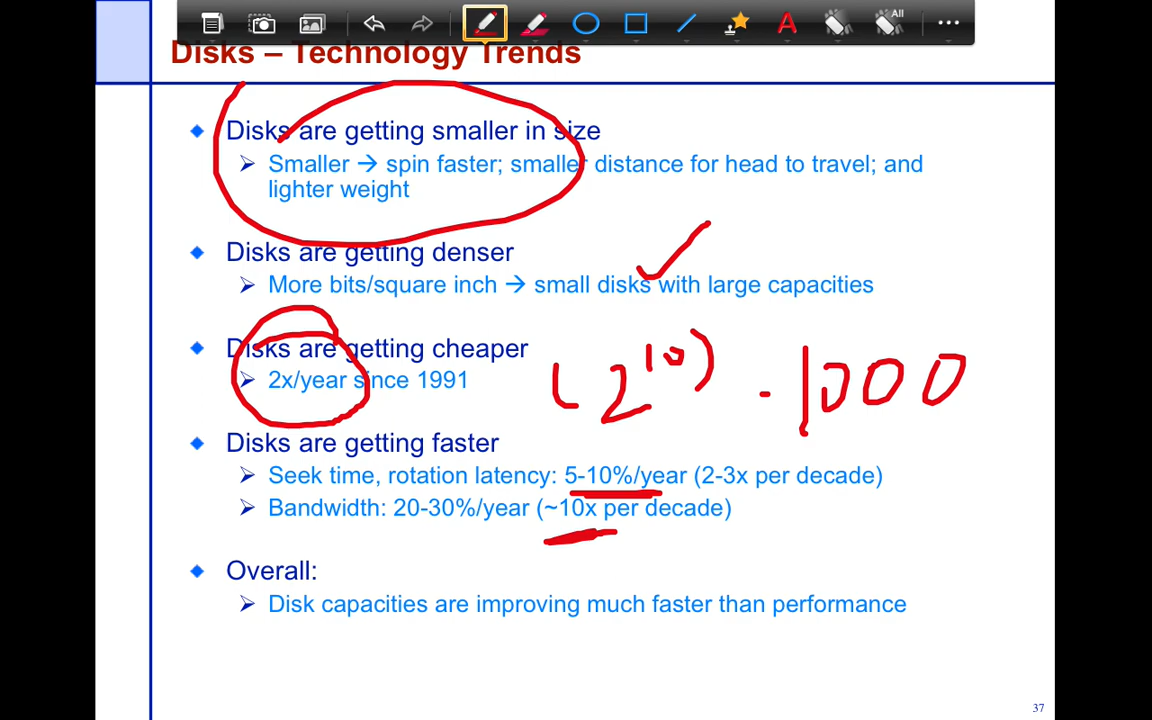 All
A
Disks – Technology Trends
Disks are getting smaller in size
Smaller → spin faster; smaller distance for head to travel; and
lighter weight
Disks are getting denser
More bits/square inch → small disks with large capacities
Disks are getting cheaper
2x/year since 1991
(2^10) - 1000
Disks are getting faster
Seek time, rotation latency: 5-10%/year (2-3x per decade)
Bandwidth: 20-30%/year (~10x per decade)
Overall:
Disk capacities are improving much faster than performance
37